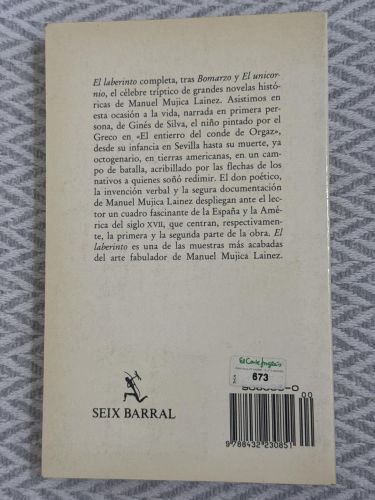 El laberinto completa, tras Bomarzo y El unicor-
nio, el célebre tríptico de grandes novelas histó-
ricas de Manuel Mujica Lainez. Asistimos en
esta ocasión a la vida, narrada en primera per-
sona, de Ginés de Silva, el niño pintado por el
Greco en «El entierro del conde de Orgaz»,
desde su infancia en Sevilla hasta su muerte, ya
octogenario, en tierras americanas, en un cam-
po de batalla, acribillado por las flechas de los
nativos a quienes soñó redimir. El don poético,
la invención verbal y la segura documentación
de Manuel Mujica Lainez despliegan ante el lec-
tor un cuadro fascinante de la España y la Amé-
rica del siglo XVII, que centran, respectivamen-
te, la primera y la segunda parte de la obra. El
laberinto es una de las muestras más acabadas
del arte fabulador de Manuel Mujica Lainez.
SEIX BARRAL
El Corte Inglés
673
00
9 788432 230851